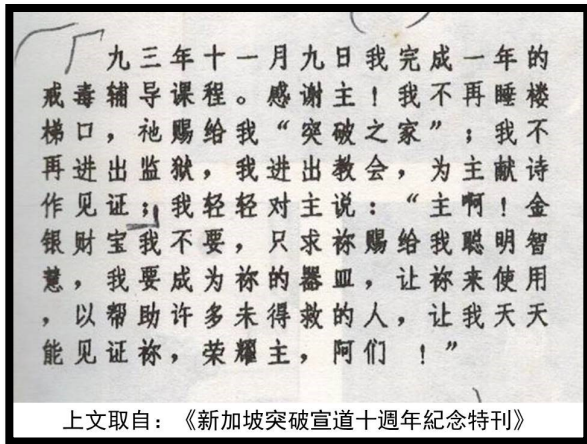 九三年十一月九日我完成一年的
戒毒辅导课程。感谢主！我不再睡楼
梯口，祂赐给我“突破之家”；我不
再进出监狱，我进出教会，为主献诗
作见证；我轻轻对主说：“主啊！金
银财宝我不要，只求祢赐给我聪明智
慧，我要成为祢的器皿，让祢来使用
，以帮助许多未得救的人，让我天天
能见证祢，荣耀主，阿们！”
上文取自：《新加坡突破宣道十週年紀念特刊》